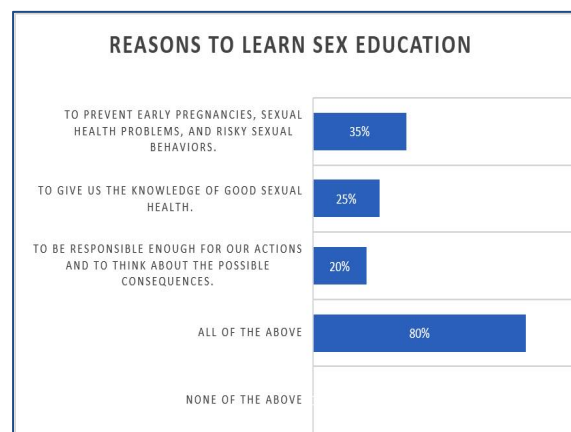 REASONS TO LEARN SEX EDUCATION
TO PREVENT EARLY PREGNANCIES, SEXUAL
HEALTH PROBLEMS, AND RISKY SEXUAL
BEHAVIORS.
35%
TO GIVE US THE KNOWLEDGE OF GOOD SEXUAL
HEALTH.
25%
TO BE RESPONSIBLE ENOUGH FOR OUR ACTIONS
AND TO THINK ABOUT THE POSSIBLE
CONSEQUENCES.
20%
ALL OF THE ABOVE
80%
NONE OF THE ABOVE